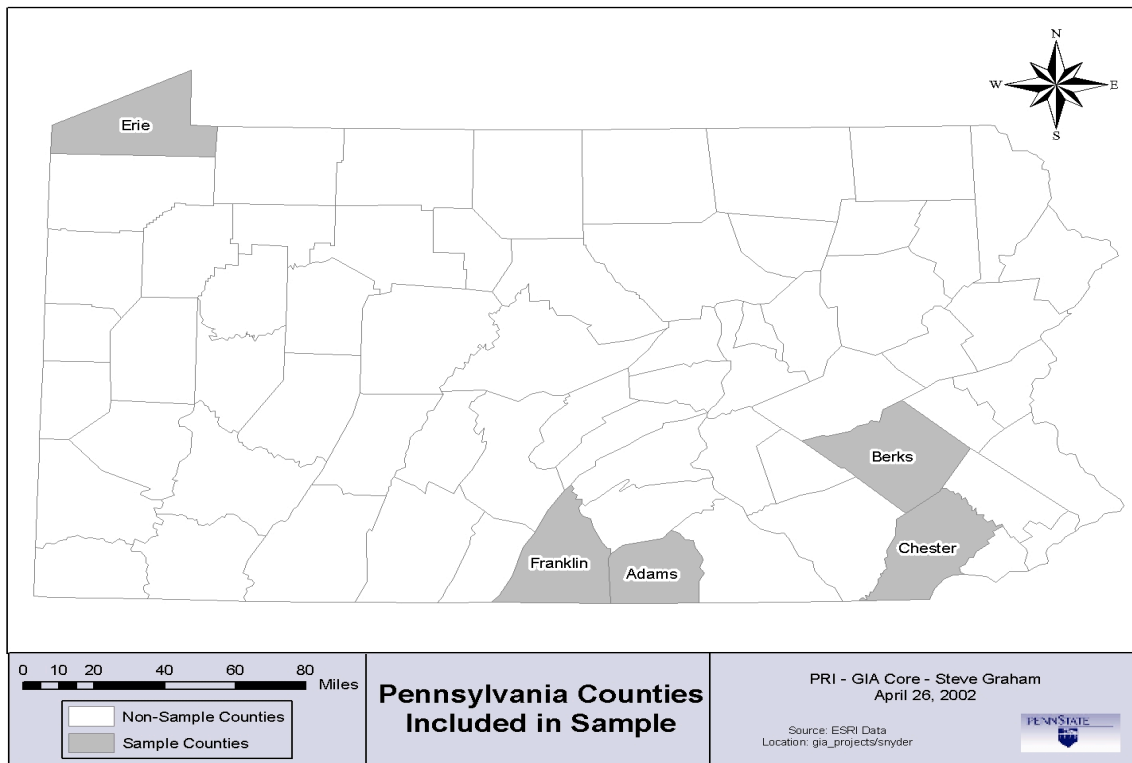 N
W E
S
Erie
Berks
Chester
Franklin
Adams
0 10 20 40 60 80
Miles
Non-Sample Counties
Sample Counties
Pennsylvania Counties
Included in Sample
PRI - GIA Core - Steve Graham
April 26, 2002
Source: ESRI Data
Location: gia_projects/snyder
PENNSTATE